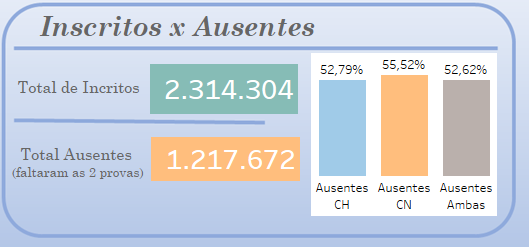 Inscritos x Ausentes
Total de Incritos
2.314.304
Total Ausentes
(faltaram as 2 provas)
1.217.672
52,79%
55,52%
52,62%
Ausentes
CH
Ausentes
CN
Ausentes
Ambas